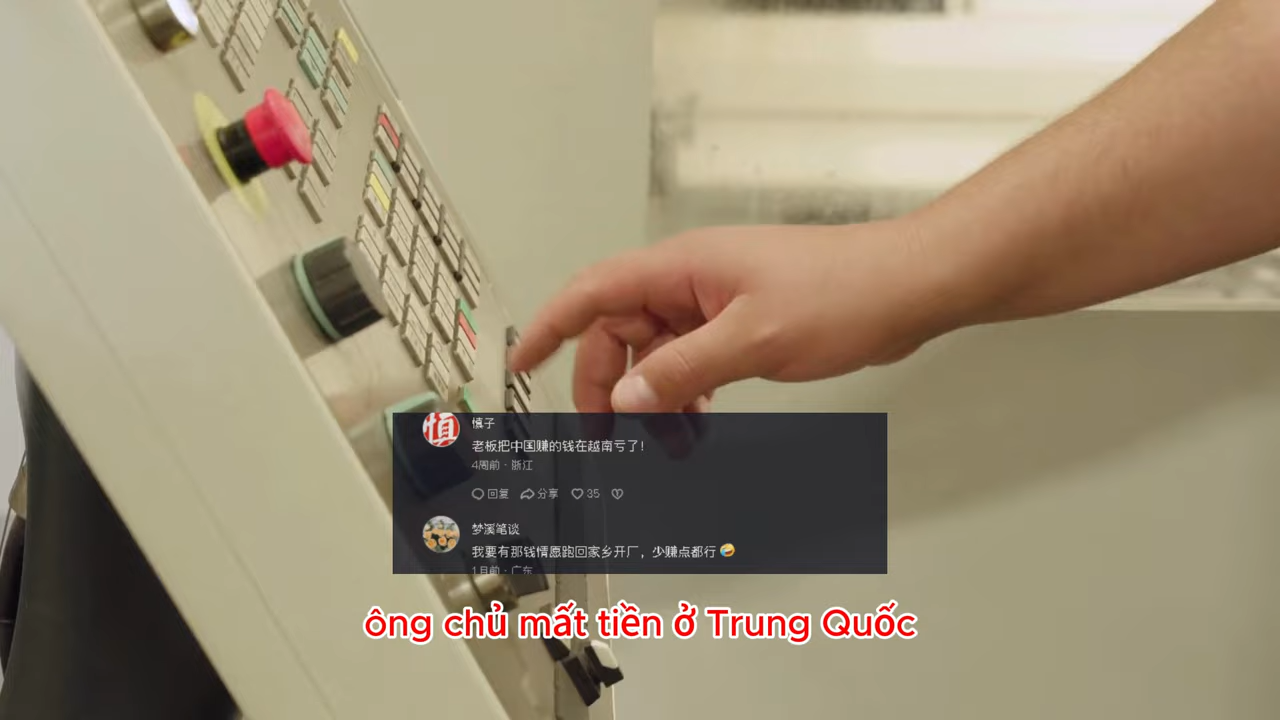 慎
慎子
老板把中国赚的钱在越南亏了!
4周前 · 浙江
回复 分享 35
梦溪笔谈
我要有那钱情愿跑回家乡开厂，少赚点都行🤣
1月前 · 广东
ông chủ mất tiền ở Trung Quốc